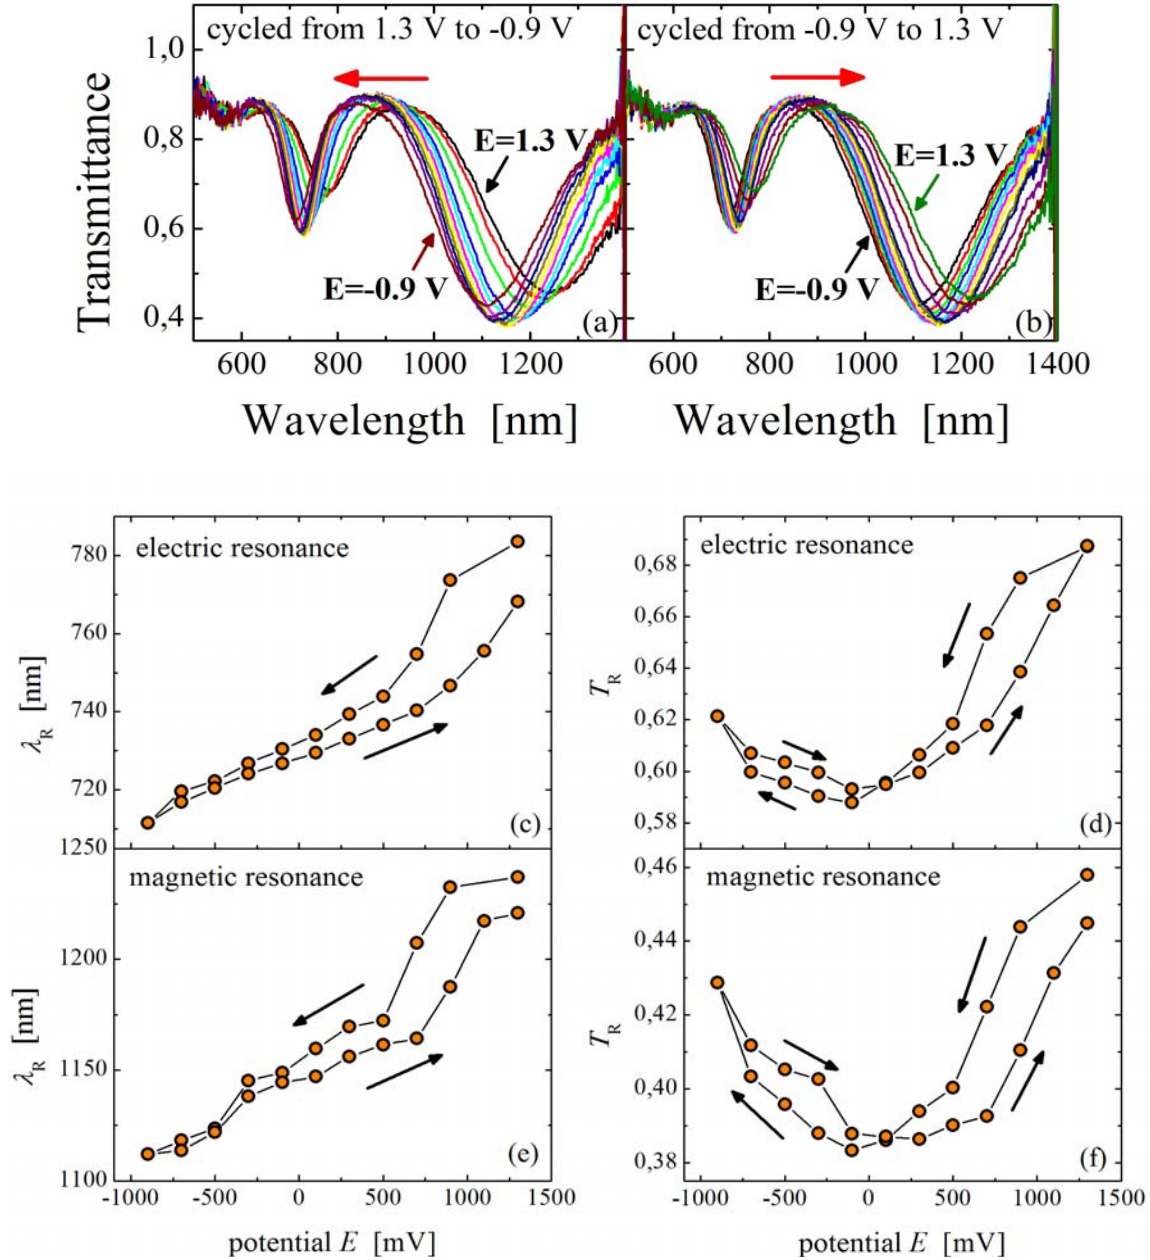 cycled from 1.3 V to -0.9 V
cycled from -0.9 V to 1.3 V
1,0
0,8
0,6
0,4
Transmittance
E=1.3 V
E=-0.9 V
(a)
E=1.3 V
E=-0.9 V
(b)
600 800 1000 1200
600 800 1000 1200 1400
Wavelength [nm]
Wavelength [nm]
electric resonance
780
760
740
720
λR [nm]
(c)
electric resonance
0,68
0,66
0,64
0,62
0,60
0,58
TR
(d)
magnetic resonance
1250
1200
1150
1100
λR [nm]
(e)
-1000 -500 0 500 1000 1500
potential E [mV]
magnetic resonance
0,46
0,44
0,42
0,40
0,38
TR
(f)
-1000 -500 0 500 1000 1500
potential E [mV]